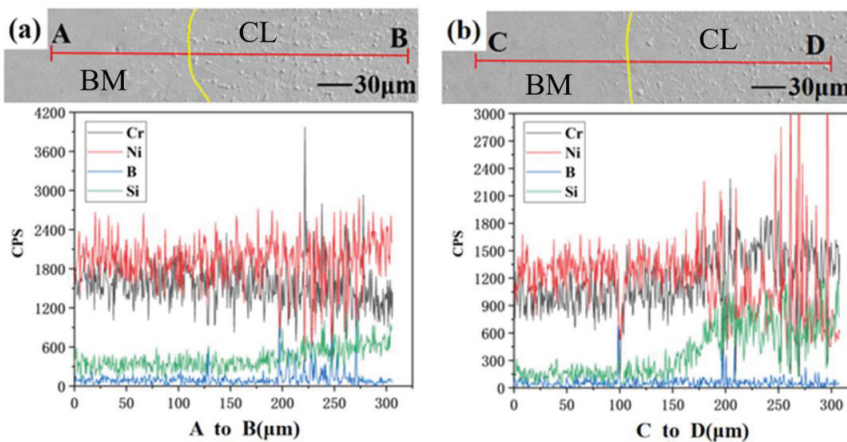 (a) A CL B
BM 30μm
4200
3600
3000
2400
1800
1200
600
0
CPS
Cr
Ni
B
Si
0 50 100 150 200 250 300
A to B(μm)
(b) C CL D
BM 30μm
3000
2700
2400
2100
1800
1500
1200
900
600
300
0
CPS
Cr
Ni
B
Si
0 50 100 150 200 250 300
C to D(μm)